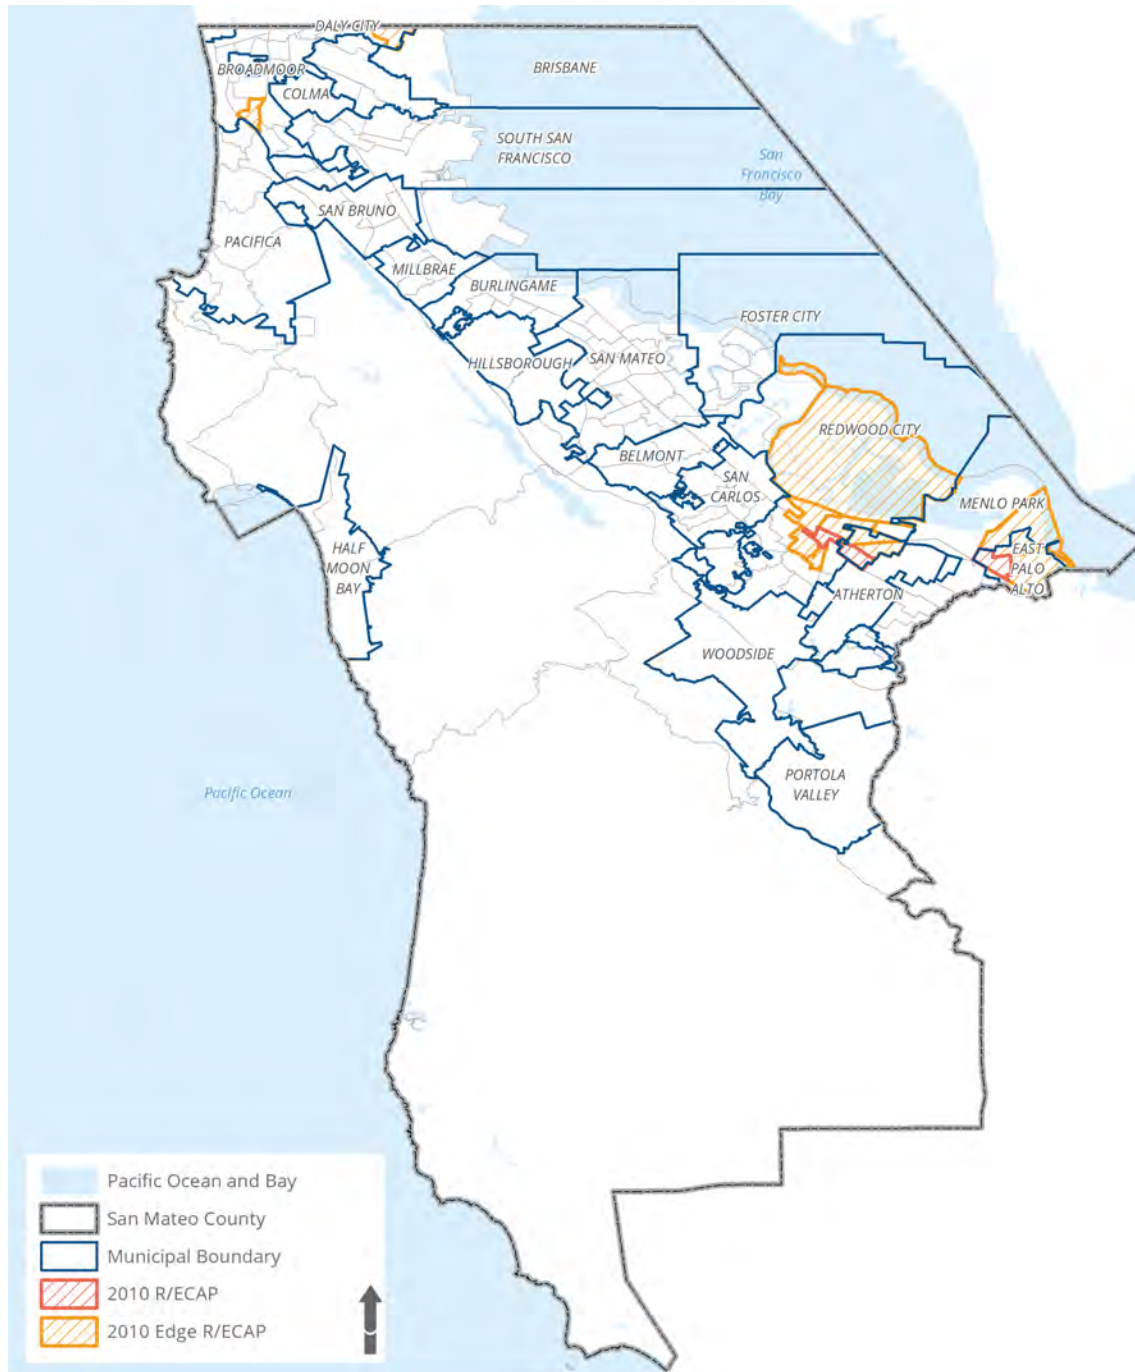 DALY CITY
BROADMOOR
BRISBANE
COLMA
SOUTH SAN
FRANCISCO
San
Francisco
Bay
SAN BRUNO
PACIFICA
MILLBRAE
BURLINGAME
FOSTER CITY
HILLSBOROUGH
SAN MATEO
REDWOOD CITY
BELMONT
SAN
CARLOS
MENLO PARK
HALF
MOON
BAY
EAST
PALO
ALTO
ATHERTON
WOODSIDE
PORTOLA
VALLEY
Pacific Ocean
Pacific Ocean and Bay
San Mateo County
Municipal Boundary
2010 R/ECAP
2010 Edge R/ECAP